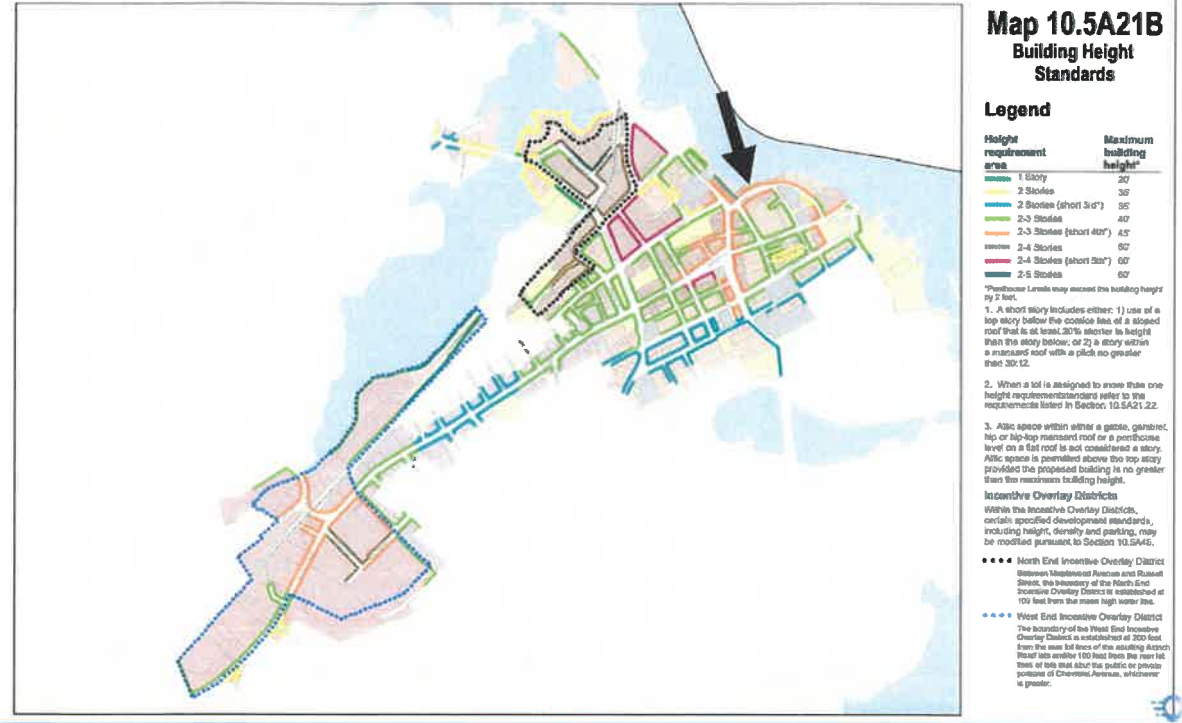 Map 10.5A21B
Building Height
Standards
Legend
Height Maximum
requirement building
area height*
1 Story 20'
2 Stories 35'
2 Stories (short 3rd*) 35'
2-3 Stories 40'
2-3 Stories (short 4th*) 45'
2-4 Stories 50'
2-4 Stories (short 5th*) 60'
2-5 Stories 60'
*Penthouse Levels may exceed the building height
by 2 feet.
1. A short story includes either: 1) use of a
top story below the cornice line of a sloped
roof that is at least 20% shorter in height
than the story below; or 2) a story within
a mansard roof with a pitch no greater
than 30:12.
2. When a lot is assigned to more than one
height requirement standard refer to the
requirements listed in Section 10.5A21.22.
3. Attic space within either a gable, gambrel,
hip or hip-top mansard roof or a penthouse
level on a flat roof is not considered a story.
Attic space is permitted above the top story
provided the proposed building is no greater
than the maximum building height.
Incentive Overlay Districts
Within the Incentive Overlay Districts,
certain specified development standards,
including height, density and parking, may
be modified pursuant to Section 10.5A46.
North End Incentive Overlay District
Between Maplewood Avenue and Russell
Street, the boundary of the North End
Incentive Overlay District is established at
100 feet from the mean high water line.
West End Incentive Overlay District
The boundary of the West End Incentive
Overlay District is established at 200 feet
from the rear lot lines of the abutting
Road lots and/or 100 feet from the rear lot
lines of lots that abut the public or private
portions of Chevrolet Avenue, whichever
is greater.